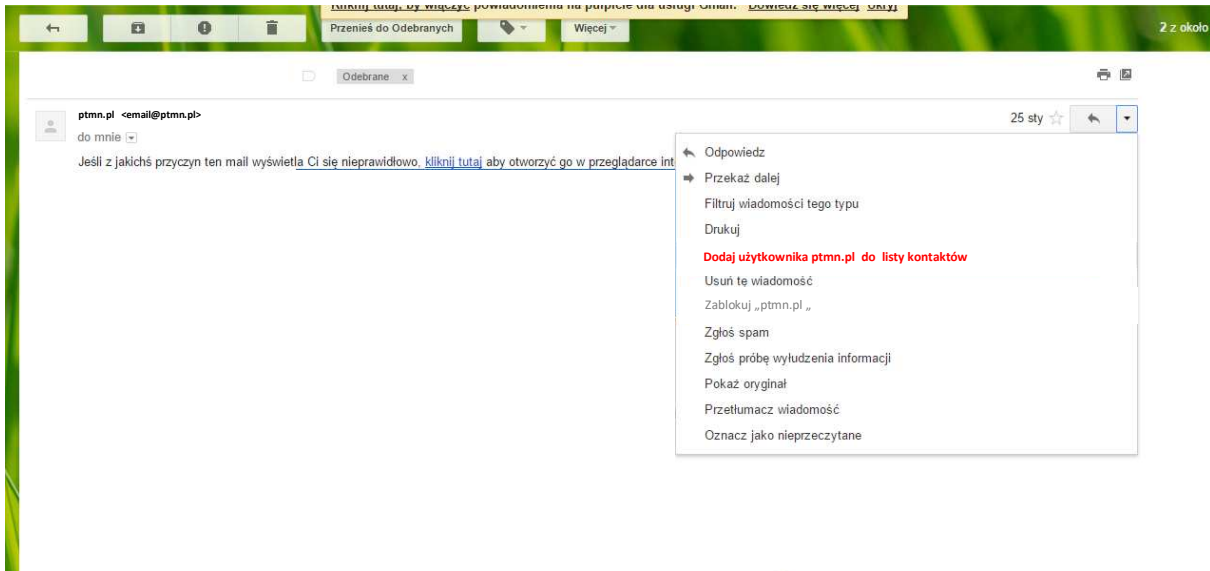 Kliknij tutaj, by włączyć powiadomienia na pulpicie dla usługi Gmail. Dowiedz się więcej Ukryj
Przenieś do Odebranych Więcej
2 z około
Odebrane x
ptmn.pl <email@ptmn.pl>
25 sty
do mnie
Jeśli z jakichś przyczyn ten mail wyświetla Ci się nieprawidłowo, kliknij tutaj aby otworzyć go w przeglądarce int
Odpowiedz
Przekaż dalej
Filtruj wiadomości tego typu
Drukuj
Dodaj użytkownika ptmn.pl do listy kontaktów
Usuń tę wiadomość
Zablokuj „ptmn.pl „
Zgłoś spam
Zgłoś próbę wyłudzenia informacji
Pokaż oryginał
Przetłumacz wiadomość
Oznacz jako nieprzeczytane